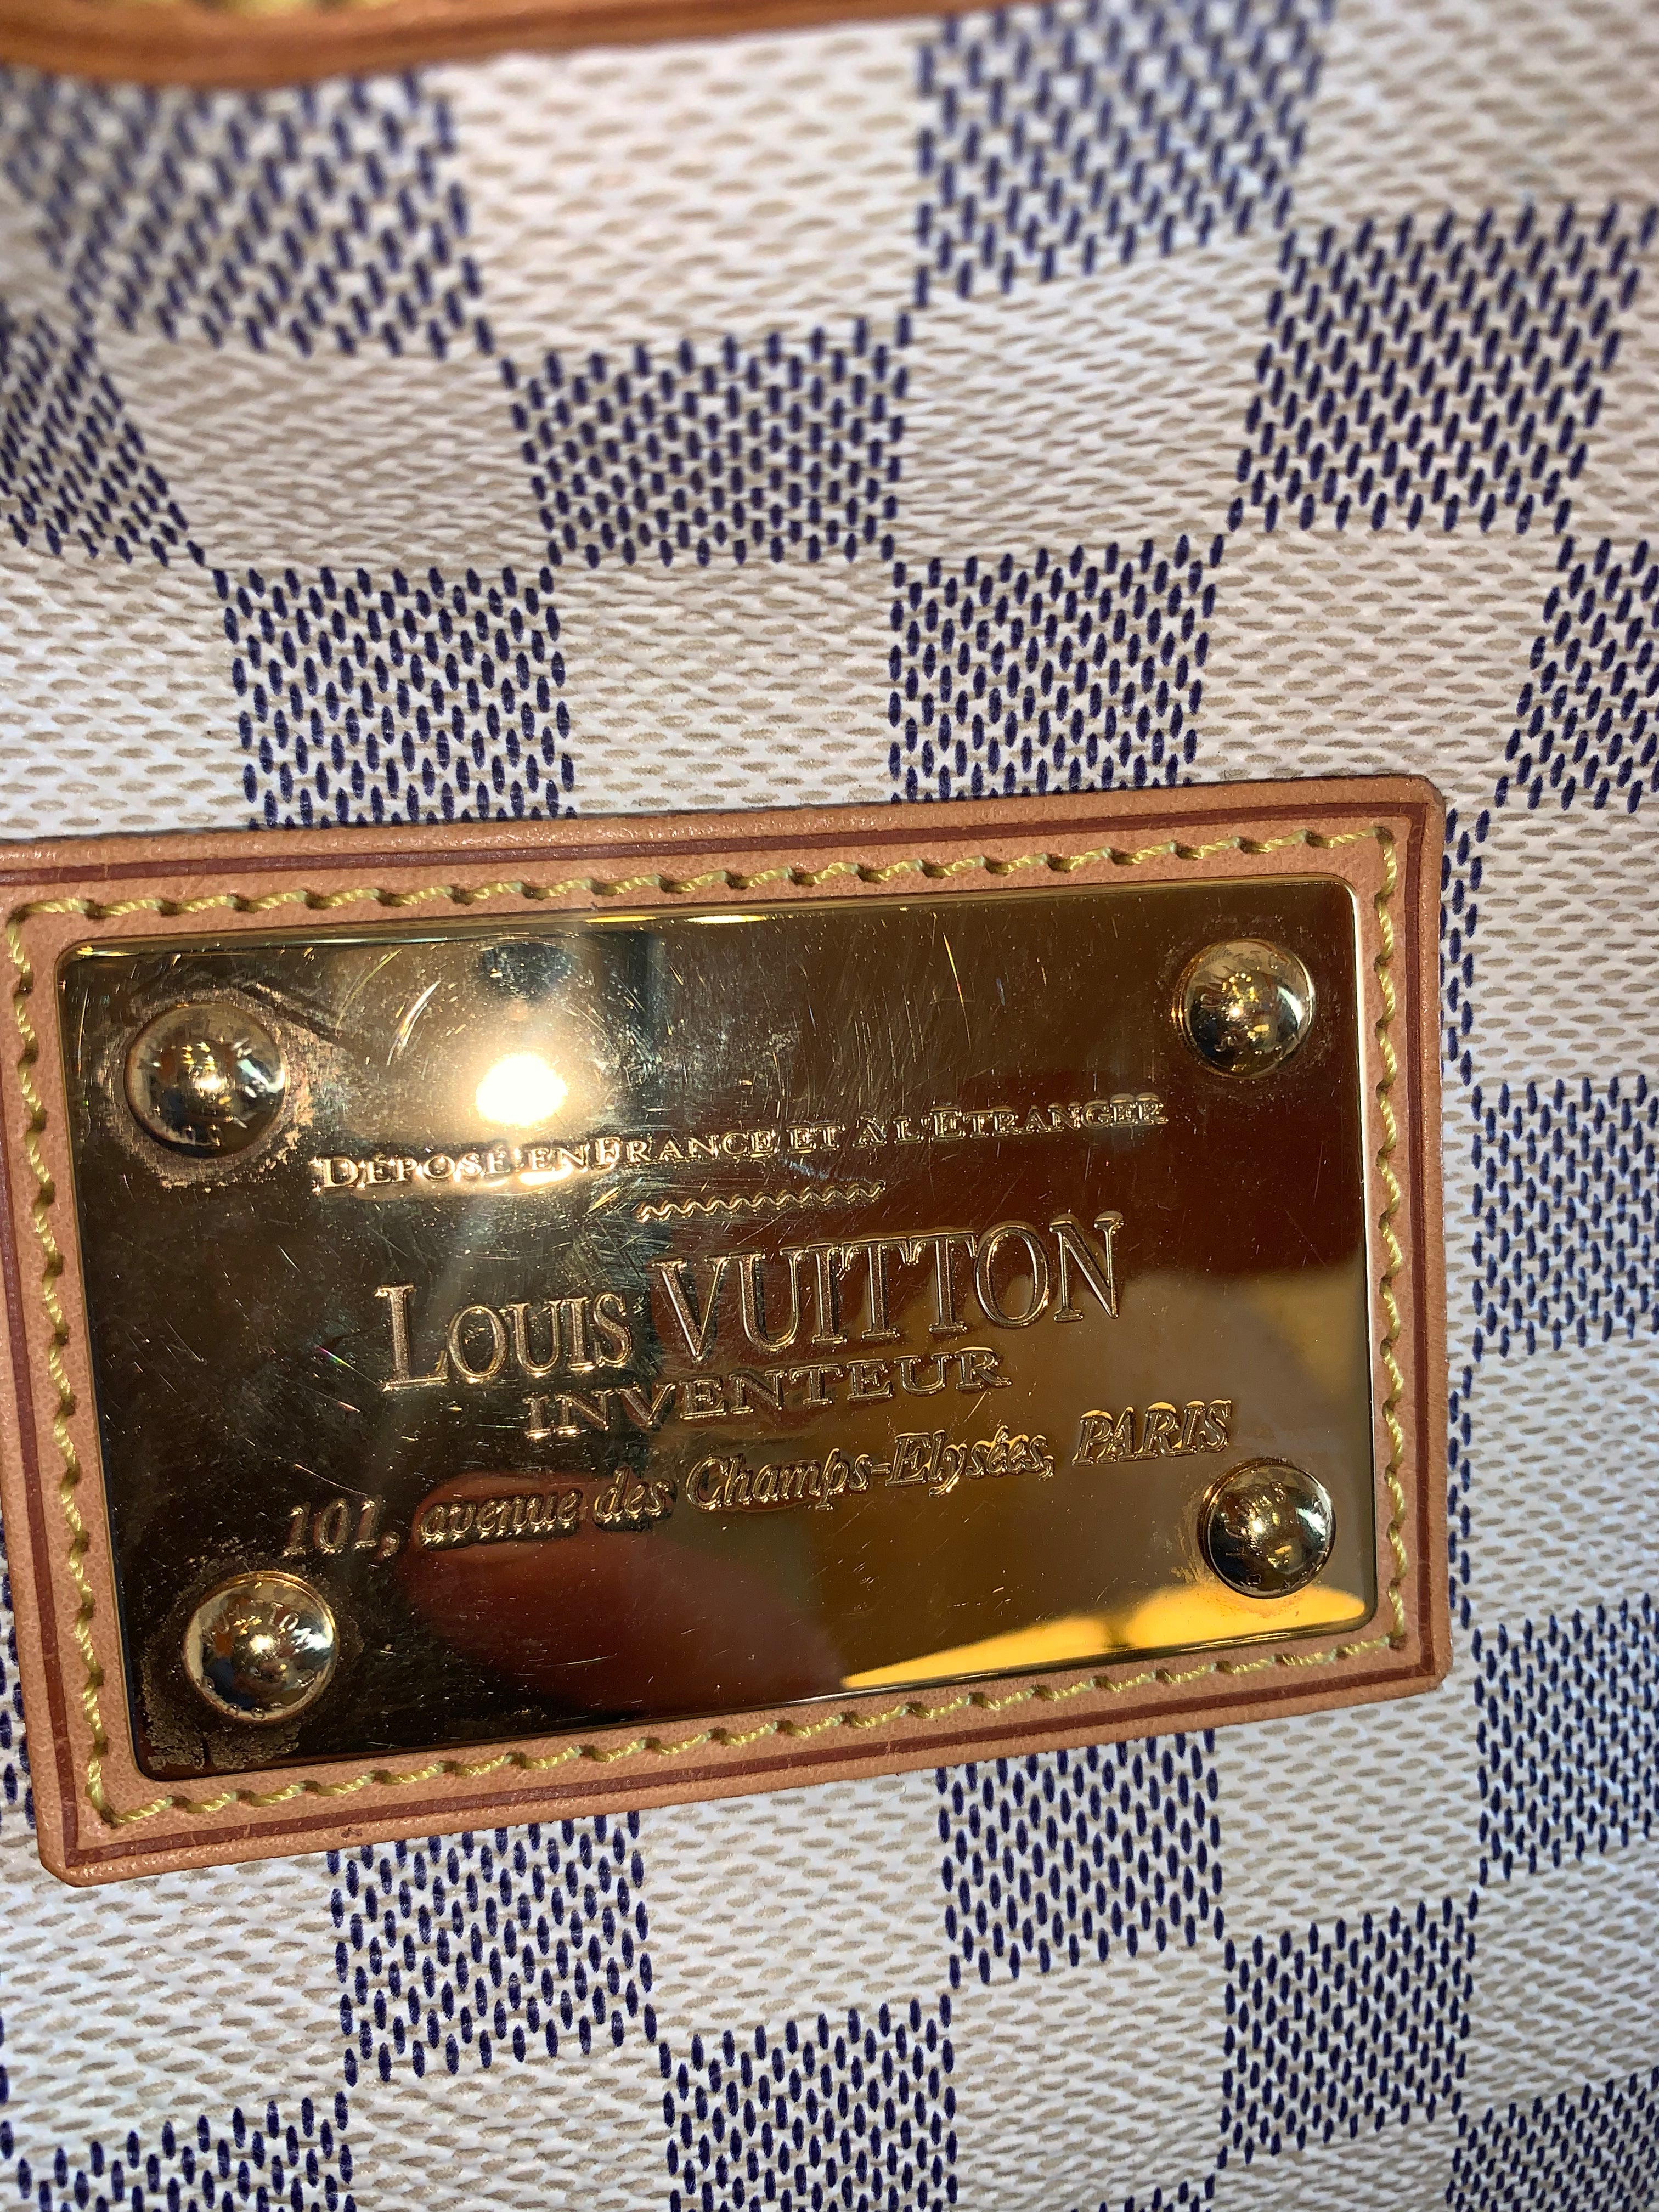 DÉPOSÉ EN FRANCE ET À L'ÉTRANGER
LOUIS VUITTON
INVENTEUR
101, avenue des Champs-Elysées, PARIS